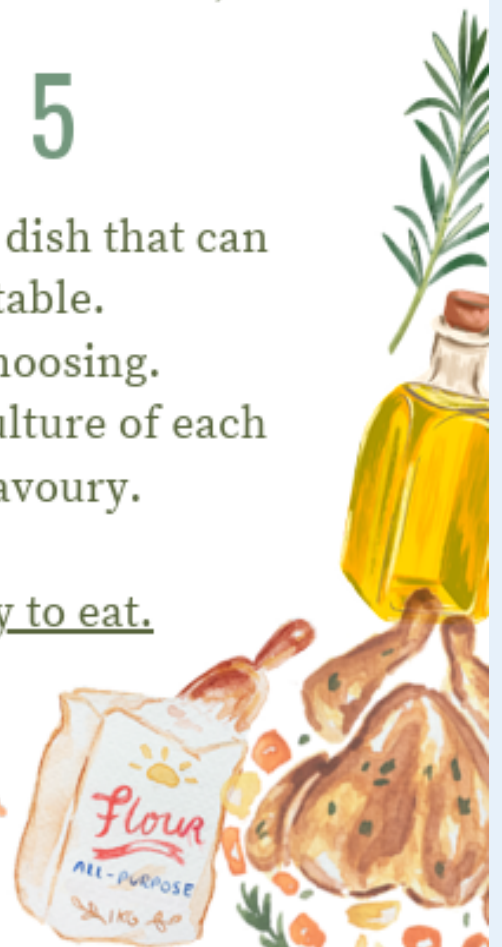 5
dish that can
table.
hoosing.
ulture of each
avoury.
y to eat.
Flour
ALL-PURPOSE
1KG